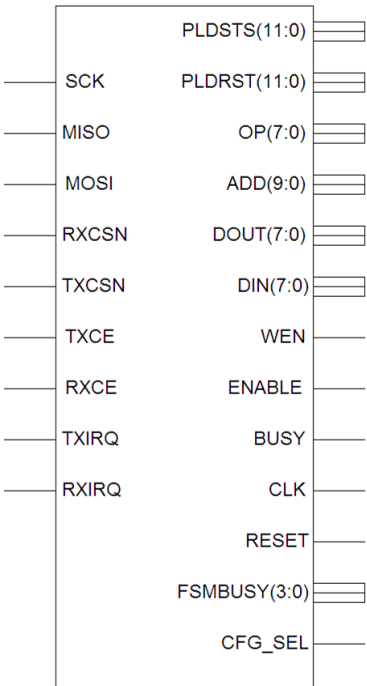 PLDSTS(11:0)
SCK PLDRST(11:0)
MISO OP(7:0)
MOSI ADD(9:0)
RXCSN DOUT(7:0)
TXCSN DIN(7:0)
TXCE WEN
RXCE ENABLE
TXIRQ BUSY
RXIRQ CLK
RESET
FSMBUSY(3:0)
CFG_SEL